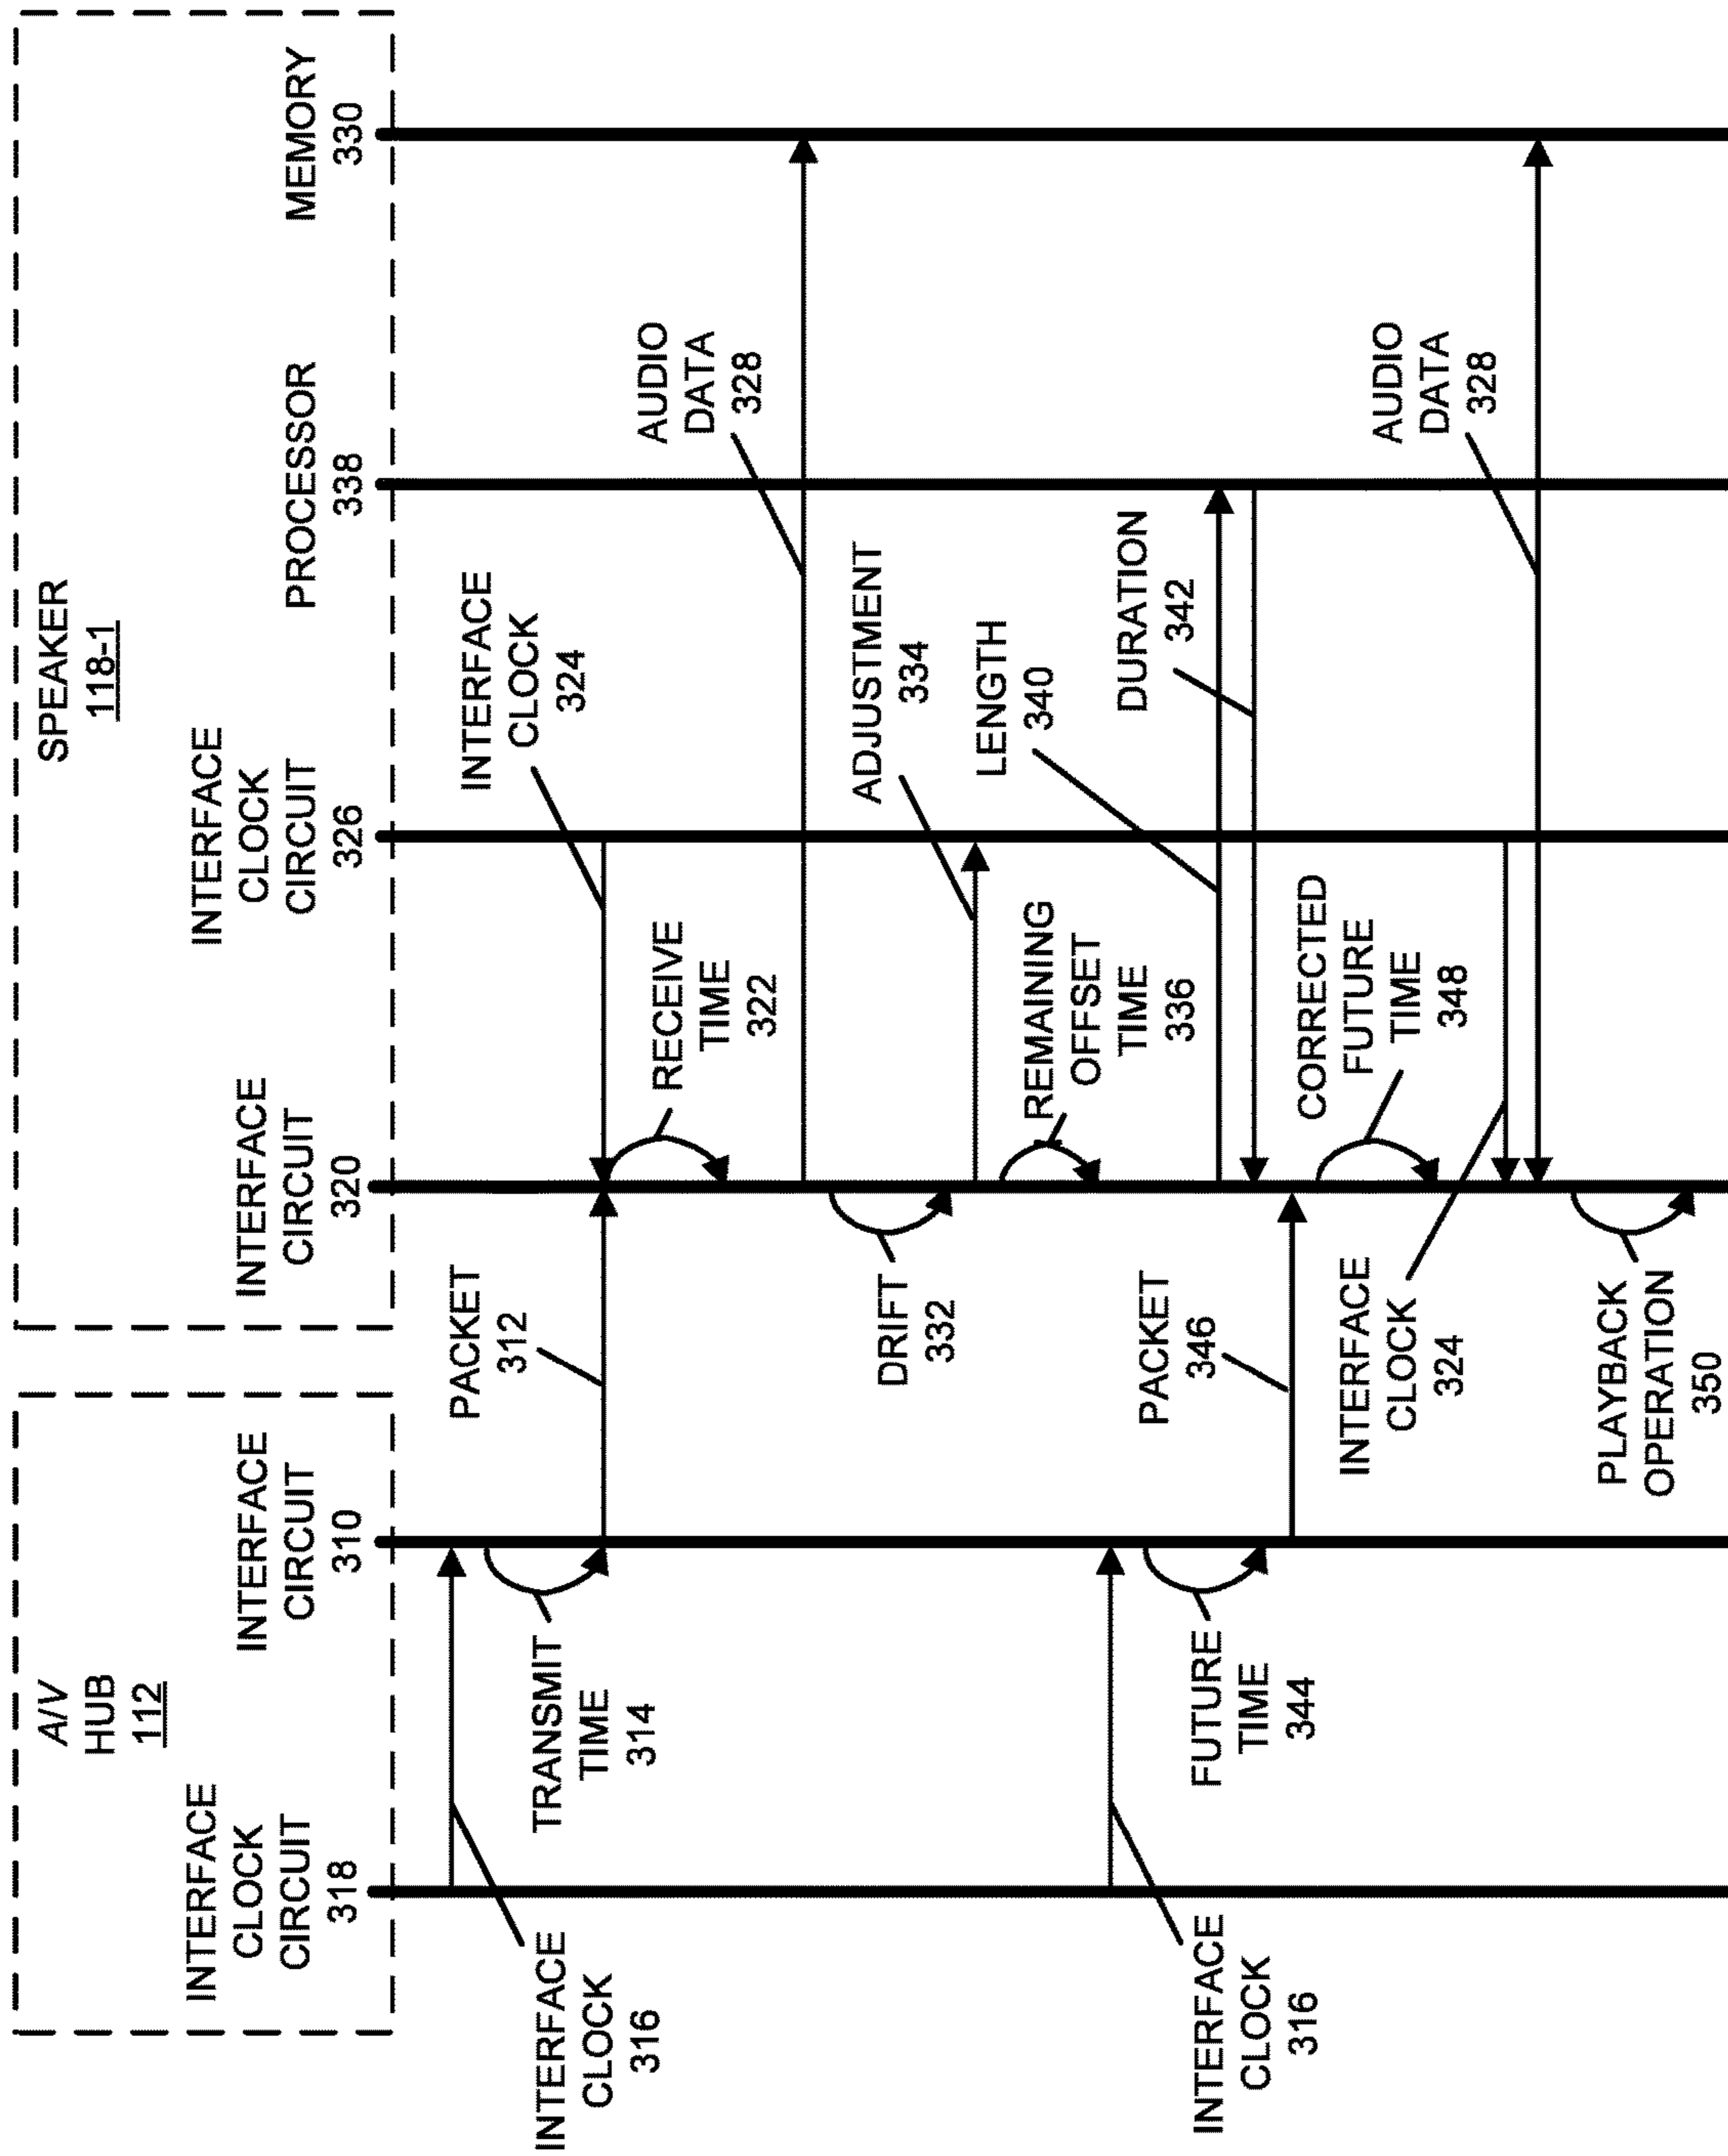 A/V
HUB
112
SPEAKER
118-1
INTERFACE
CLOCK
CIRCUIT
318
INTERFACE
CIRCUIT
310
INTERFACE
CIRCUIT
320
INTERFACE
CLOCK
CIRCUIT
326
PROCESSOR
338
MEMORY
330
INTERFACE
CLOCK
316
TRANSMIT
TIME
314
PACKET
312
INTERFACE
CLOCK
324
RECEIVE
TIME
322
AUDIO
DATA
328
DRIFT
332
ADJUSTMENT
334
REMAINING
OFFSET
TIME
336
LENGTH
340
DURATION
342
INTERFACE
CLOCK
316
FUTURE
TIME
344
PACKET
346
CORRECTED
FUTURE
TIME
348
INTERFACE
CLOCK
324
AUDIO
DATA
328
PLAYBACK
OPERATION
350